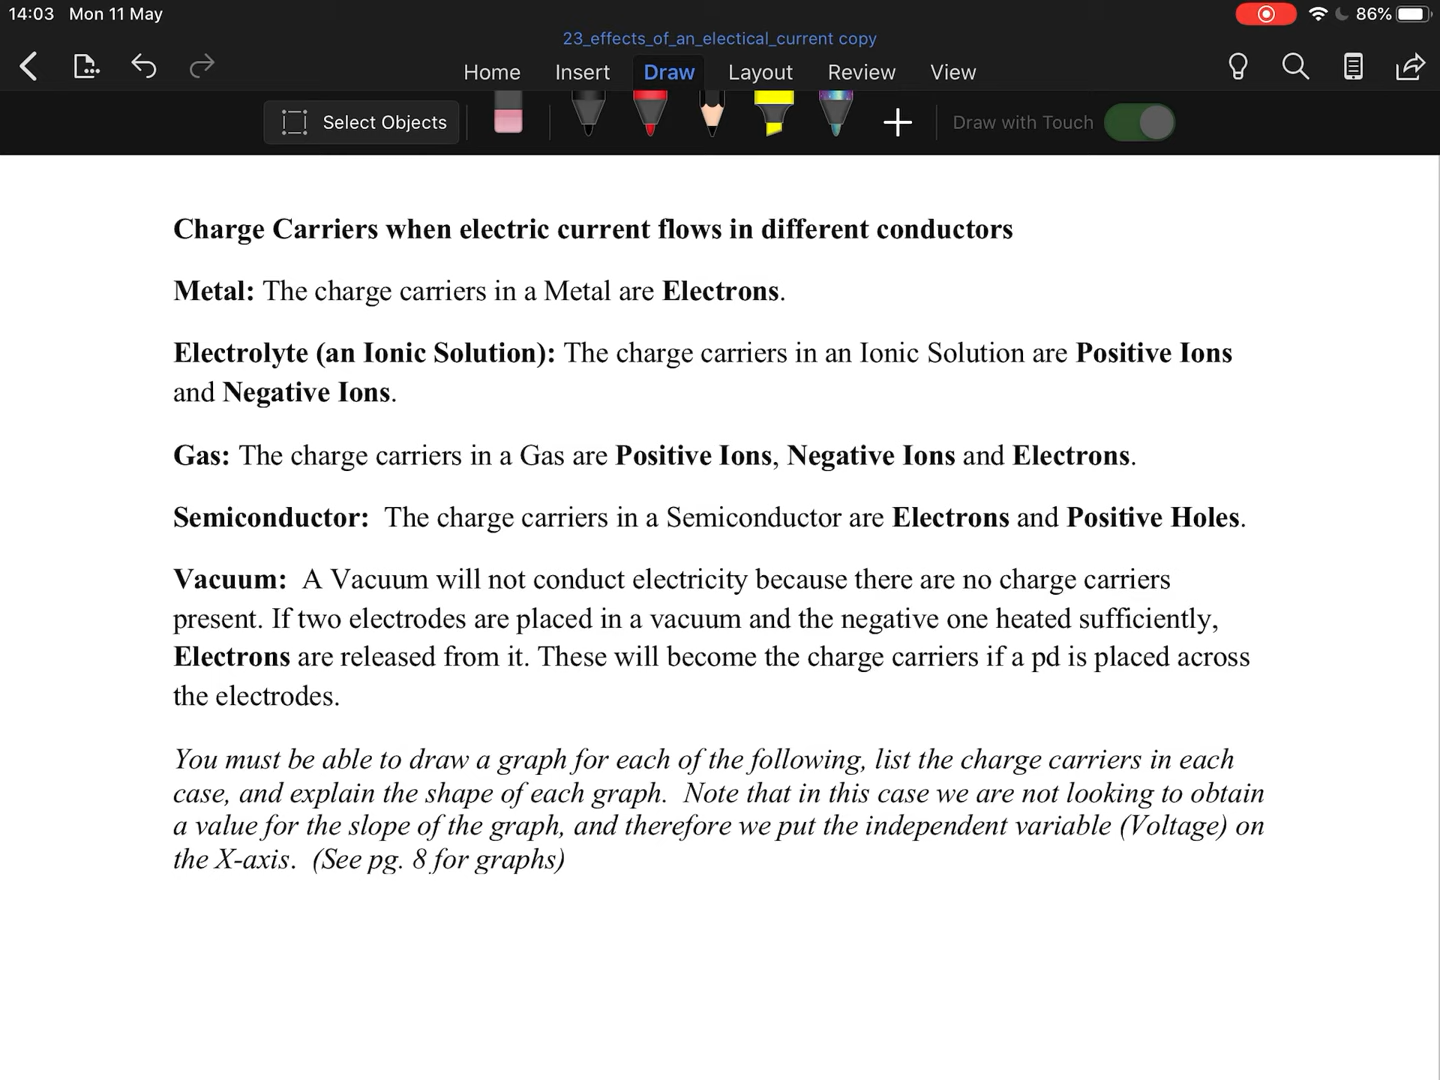 14:03 Mon 11 May
86%
23_effects_of_an_electical_current copy
Home Insert Draw Layout Review View
Select Objects
Draw with Touch
Charge Carriers when electric current flows in different conductors
Metal: The charge carriers in a Metal are Electrons.
Electrolyte (an Ionic Solution): The charge carriers in an Ionic Solution are Positive Ions
and Negative Ions.
Gas: The charge carriers in a Gas are Positive Ions, Negative Ions and Electrons.
Semiconductor: The charge carriers in a Semiconductor are Electrons and Positive Holes.
Vacuum: A Vacuum will not conduct electricity because there are no charge carriers
present. If two electrodes are placed in a vacuum and the negative one heated sufficiently,
Electrons are released from it. These will become the charge carriers if a pd is placed across
the electrodes.
You must be able to draw a graph for each of the following, list the charge carriers in each
case, and explain the shape of each graph. Note that in this case we are not looking to obtain
a value for the slope of the graph, and therefore we put the independent variable (Voltage) on
the X-axis. (See pg. 8 for graphs)